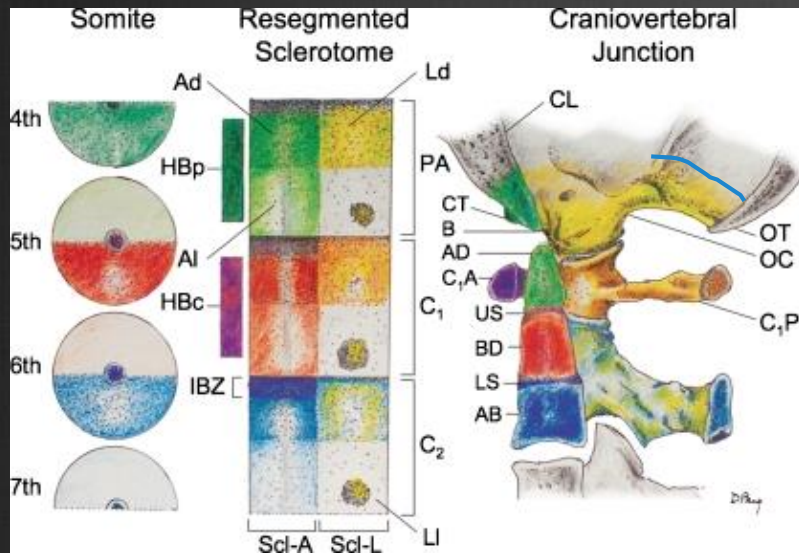 Somite
Resegmented
Sclerotome
Craniovertebral
Junction
4th
5th
6th
7th
Ad
Ld
HBp
Al
HBc
IBZ
PA
C₁
C₂
Scl-A
Scl-L
Ll
CL
CT
B
AD
C₁A
US
BD
LS
AB
OT
OC
C₁P
D. Pang